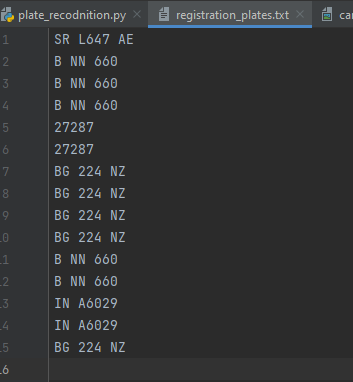 plate_recodnition.py × registration_plates.txt × car
1 SR L647 AE
2 B NN 660
3 B NN 660
4 B NN 660
5 27287
6 27287
7 BG 224 NZ
8 BG 224 NZ
9 BG 224 NZ
10 BG 224 NZ
11 B NN 660
12 B NN 660
13 IN A6029
14 IN A6029
15 BG 224 NZ
16